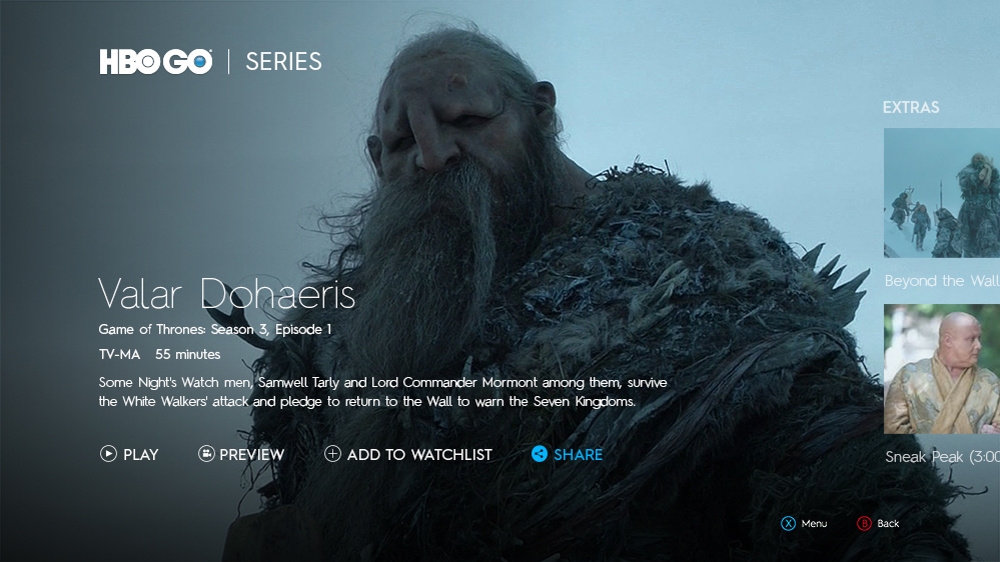 HBO GO | SERIES
EXTRAS
Beyond the Wall
Valar Dohaeris
Game of Thrones: Season 3, Episode 1
TV-MA 55 minutes
Some Night's Watch men, Samwell Tarly and Lord Commander Mormont among them, survive
the White Walkers' attack and pledge to return to the Wall to warn the Seven Kingdoms.
PLAY PREVIEW ADD TO WATCHLIST SHARE
Sneak Peak (3:00
X Menu B Back